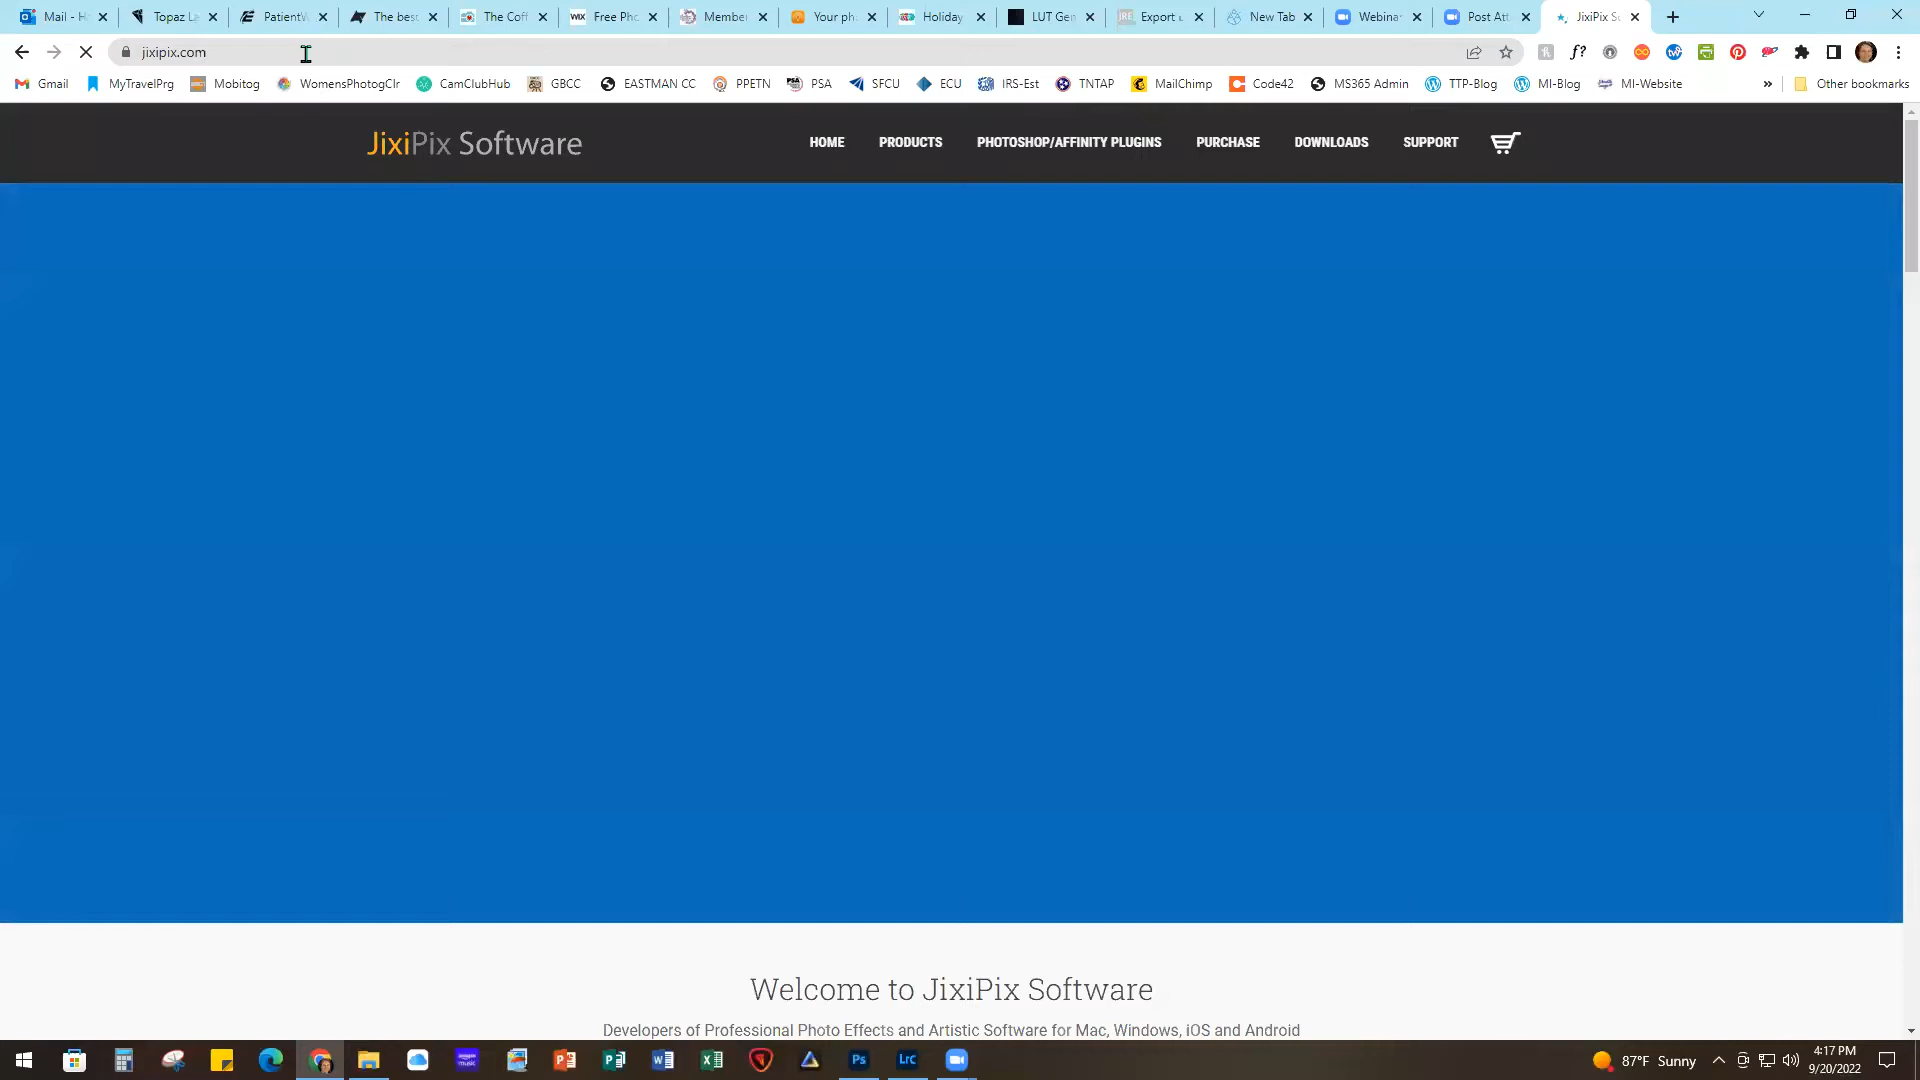 Mail - H
Topaz La
PatientW
The best
The Coff
Free Pho
Member
Your ph
Holiday
LUT Gen
Export
New Tab
Webina
Post Att
JixiPix S
jixipix.com
Gmail
MyTravelPrg
Mobitog
WomensPhotogClr
CamClubHub
GBCC
EASTMAN CC
PPETN
PSA
SFCU
ECU
IRS-Est
TNTAP
MailChimp
Code42
MS365 Admin
TTP-Blog
MI-Blog
MI-Website
»
Other bookmarks
JixiPix Software
HOME
PRODUCTS
PHOTOSHOP/AFFINITY PLUGINS
PURCHASE
DOWNLOADS
SUPPORT
Welcome to JixiPix Software
Developers of Professional Photo Effects and Artistic Software for Mac, Windows, iOS and Android
87°F Sunny
4:17 PM
9/20/2022